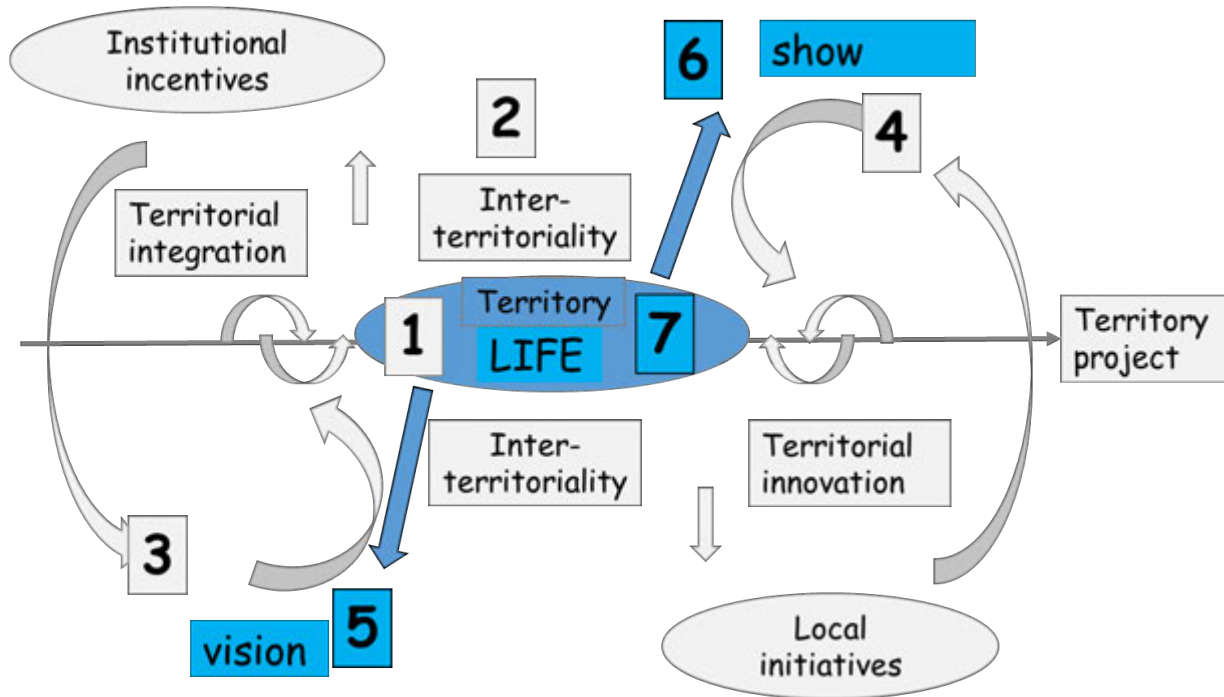 Institutional
incentives
6
show
2
4
Territorial
integration
Inter-
territoriality
Territory
1
7
LIFE
Territory
project
Inter-
territoriality
Territorial
innovation
3
5
vision
Local
initiatives